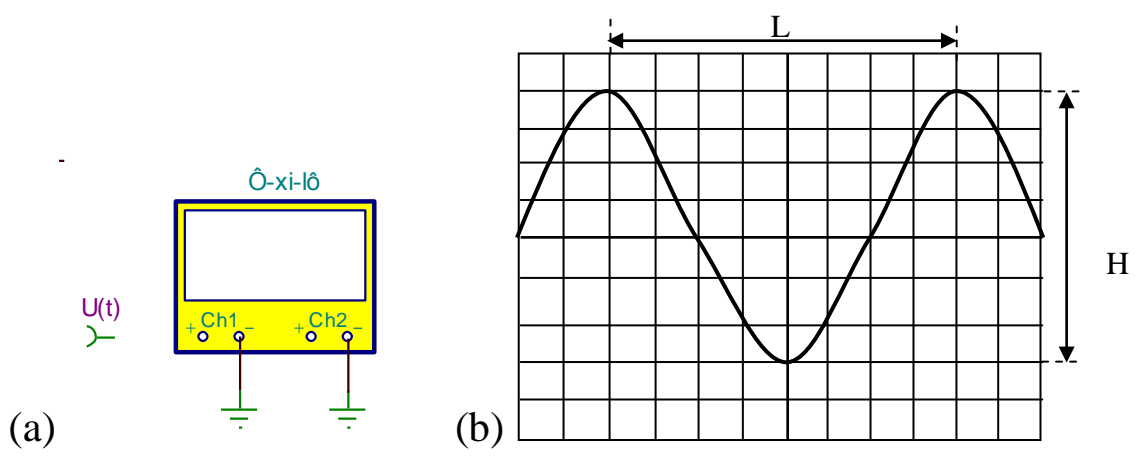 L
Ô-xi-lô
U(t)
+ Ch1 − + Ch2 −
H
(a)
(b)